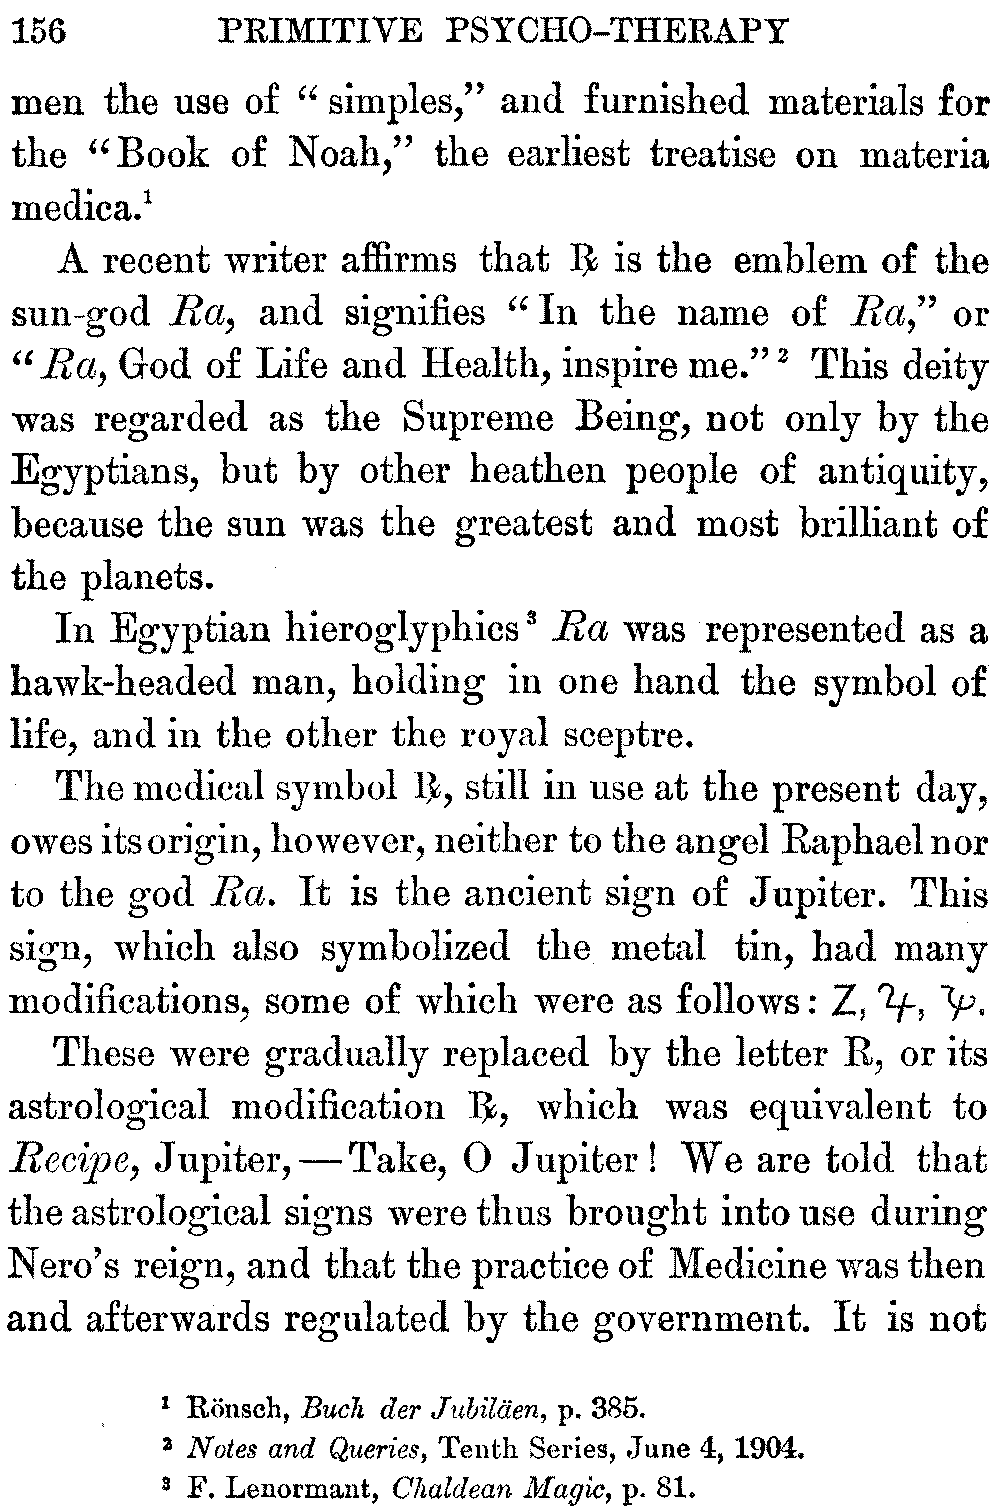 156 PRIMITIVE PSYCHO-THERAPY
men the use of “ simples,” and furnished materials for
the “Book of Noah,” the earliest treatise on materia
medica.¹
A recent writer affirms that ℞ is the emblem of the
sun-god Ra, and signifies “In the name of Ra,” or
“Ra, God of Life and Health, inspire me.”² This deity
was regarded as the Supreme Being, not only by the
Egyptians, but by other heathen people of antiquity,
because the sun was the greatest and most brilliant of
the planets.
In Egyptian hieroglyphics³ Ra was represented as a
hawk-headed man, holding in one hand the symbol of
life, and in the other the royal sceptre.
The medical symbol ℞, still in use at the present day,
owes its origin, however, neither to the angel Raphael nor
to the god Ra. It is the ancient sign of Jupiter. This
sign, which also symbolized the metal tin, had many
modifications, some of which were as follows: Z, ♃, .
These were gradually replaced by the letter R, or its
astrological modification ℞, which was equivalent to
Recipe, Jupiter,—Take, O Jupiter! We are told that
the astrological signs were thus brought into use during
Nero’s reign, and that the practice of Medicine was then
and afterwards regulated by the government. It is not
¹ Rönsch, Buch der Jubiläen, p. 385.
² Notes and Queries, Tenth Series, June 4, 1904.
³ F. Lenormant, Chaldean Magic, p. 81.